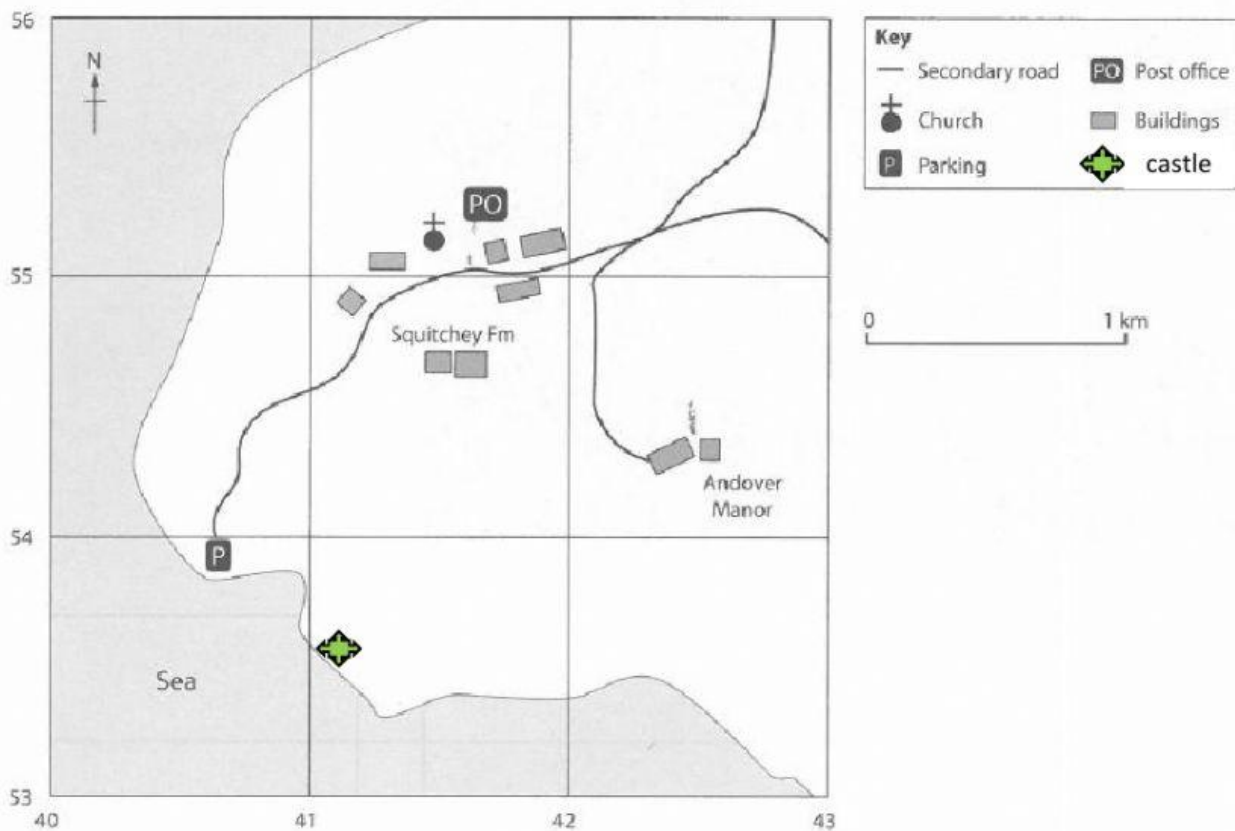 56
N
Key
Secondary road
PO Post office
Church
Buildings
P Parking
castle
PO
55
0 1 km
Squitchey Fm
Andover
Manor
54
P
Sea
53
40 41 42 43